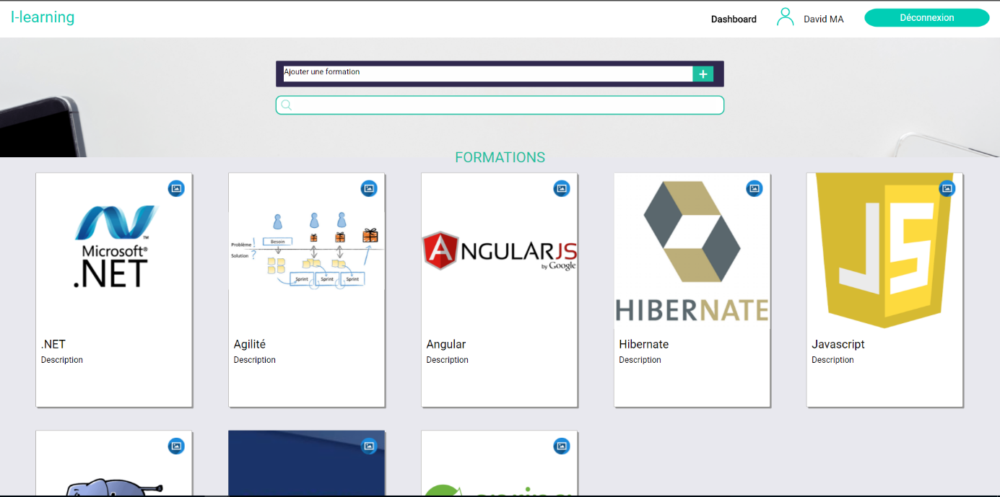 I-learning
Dashboard
David MA
Déconnexion
Ajouter une formation
FORMATIONS
Microsoft®
.NET
TM
Problème !
Solution ?
Besoin
Sprint
Sprint
Sprint
ANGULARJS
by Google
HIBERNATE
JS
.NET
Description
Agilité
Description
Angular
Description
Hibernate
Description
Javascript
Description